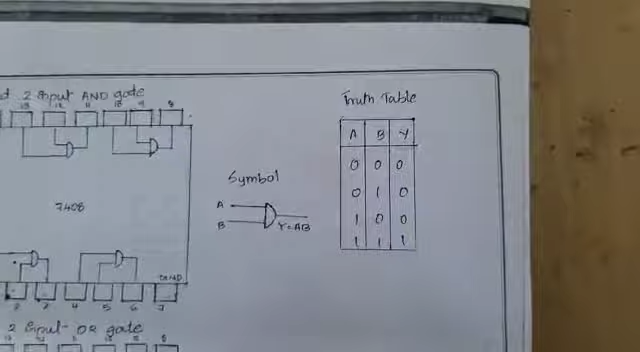 2 Input AND gate
13 12 11 10 9 8
7408
GND
2 3 4 5 6 7
Symbol
A
B
Y=AB
Truth Table
A B Y
0 0 0
0 1 0
1 0 0
1 1 1
2 Input OR gate